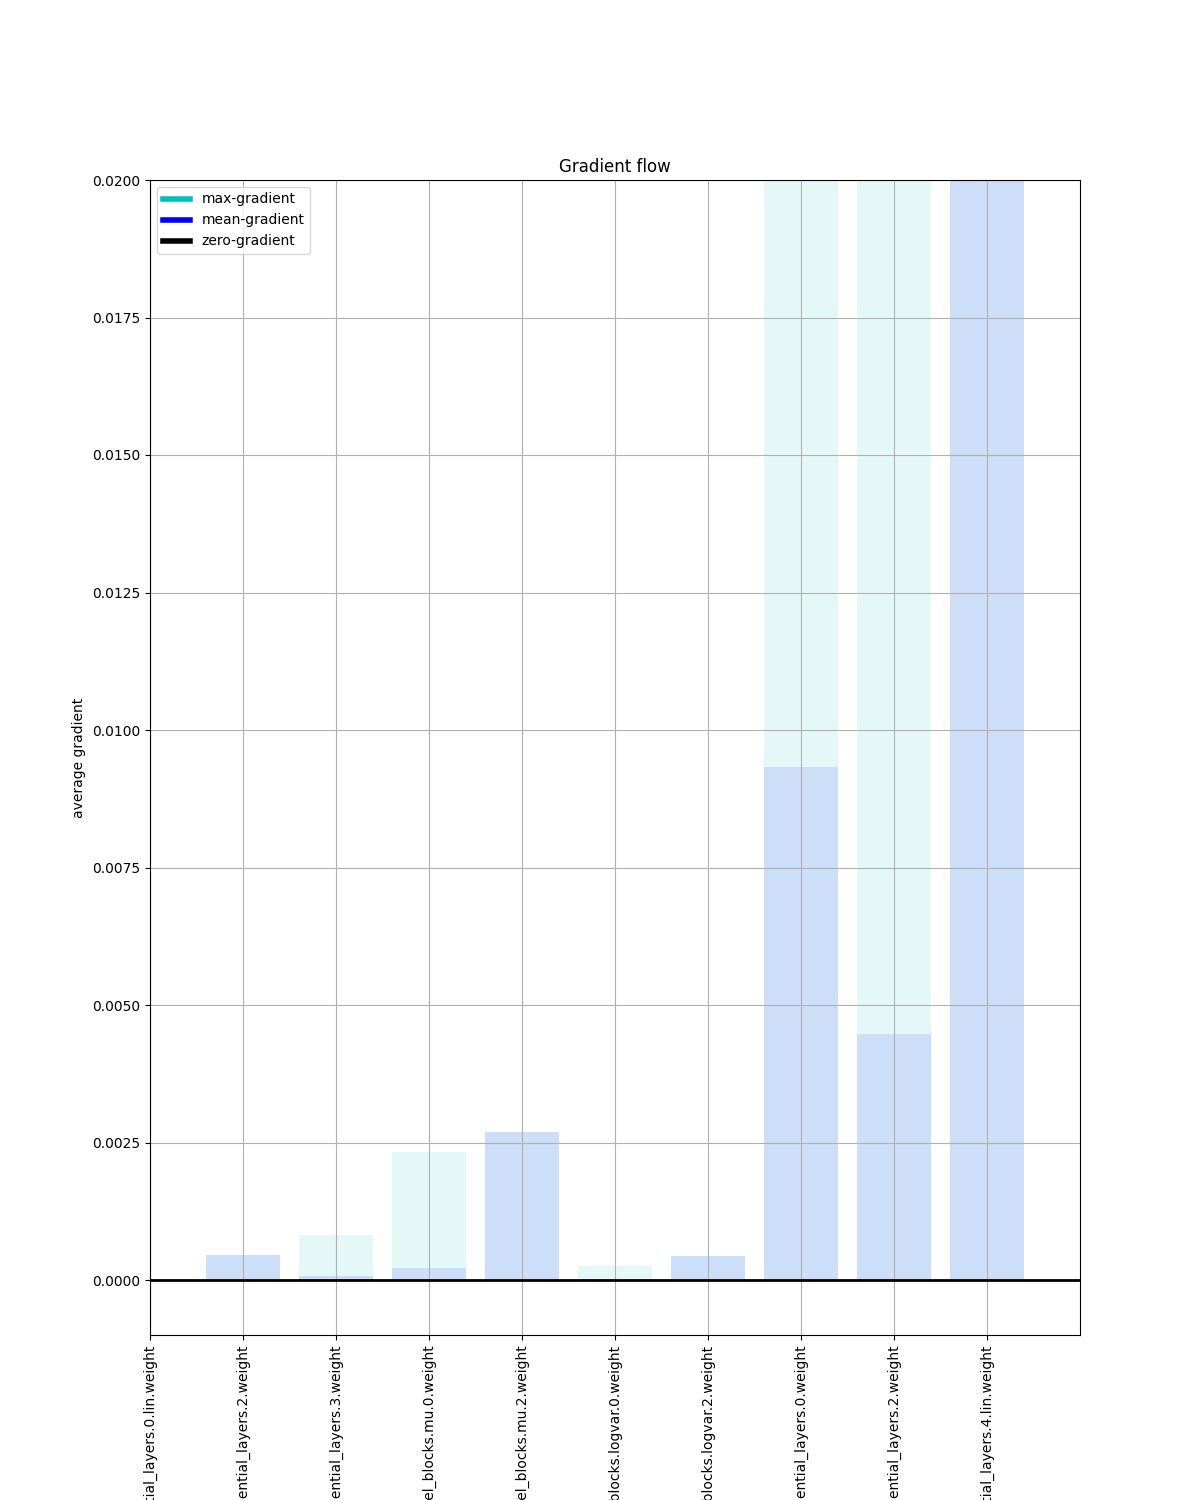 Gradient flow
max-gradient
mean-gradient
zero-gradient
0.0200
0.0175
0.0150
0.0125
0.0100
0.0075
0.0050
0.0025
0.0000
average gradient
tial_layers.0.lin.weight
ential_layers.2.weight
ential_layers.3.weight
el_blocks.mu.0.weight
el_blocks.mu.2.weight
blocks.logvar.0.weight
blocks.logvar.2.weight
ential_layers.0.weight
ential_layers.2.weight
tial_layers.4.lin.weight